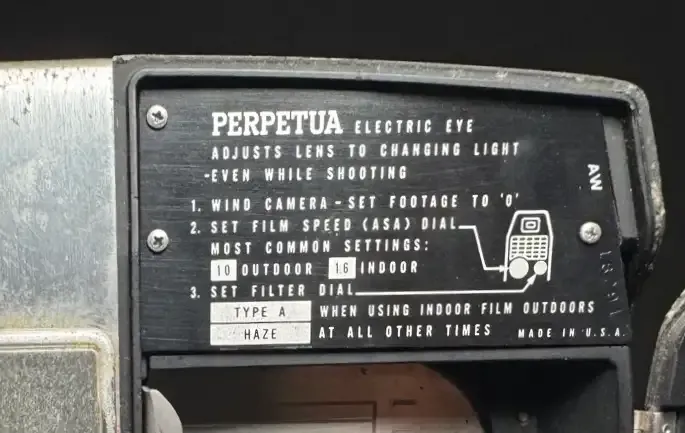 PERPETUA ELECTRIC EYE
ADJUSTS LENS TO CHANGING LIGHT
-EVEN WHILE SHOOTING
1. WIND CAMERA - SET FOOTAGE TO 'O'
2. SET FILM SPEED (ASA) DIAL
MOST COMMON SETTINGS:
10 OUTDOOR 16 INDOOR
3. SET FILTER DIAL
TYPE A WHEN USING INDOOR FILM OUTDOORS
HAZE AT ALL OTHER TIMES
MADE IN U.S.A.
AW